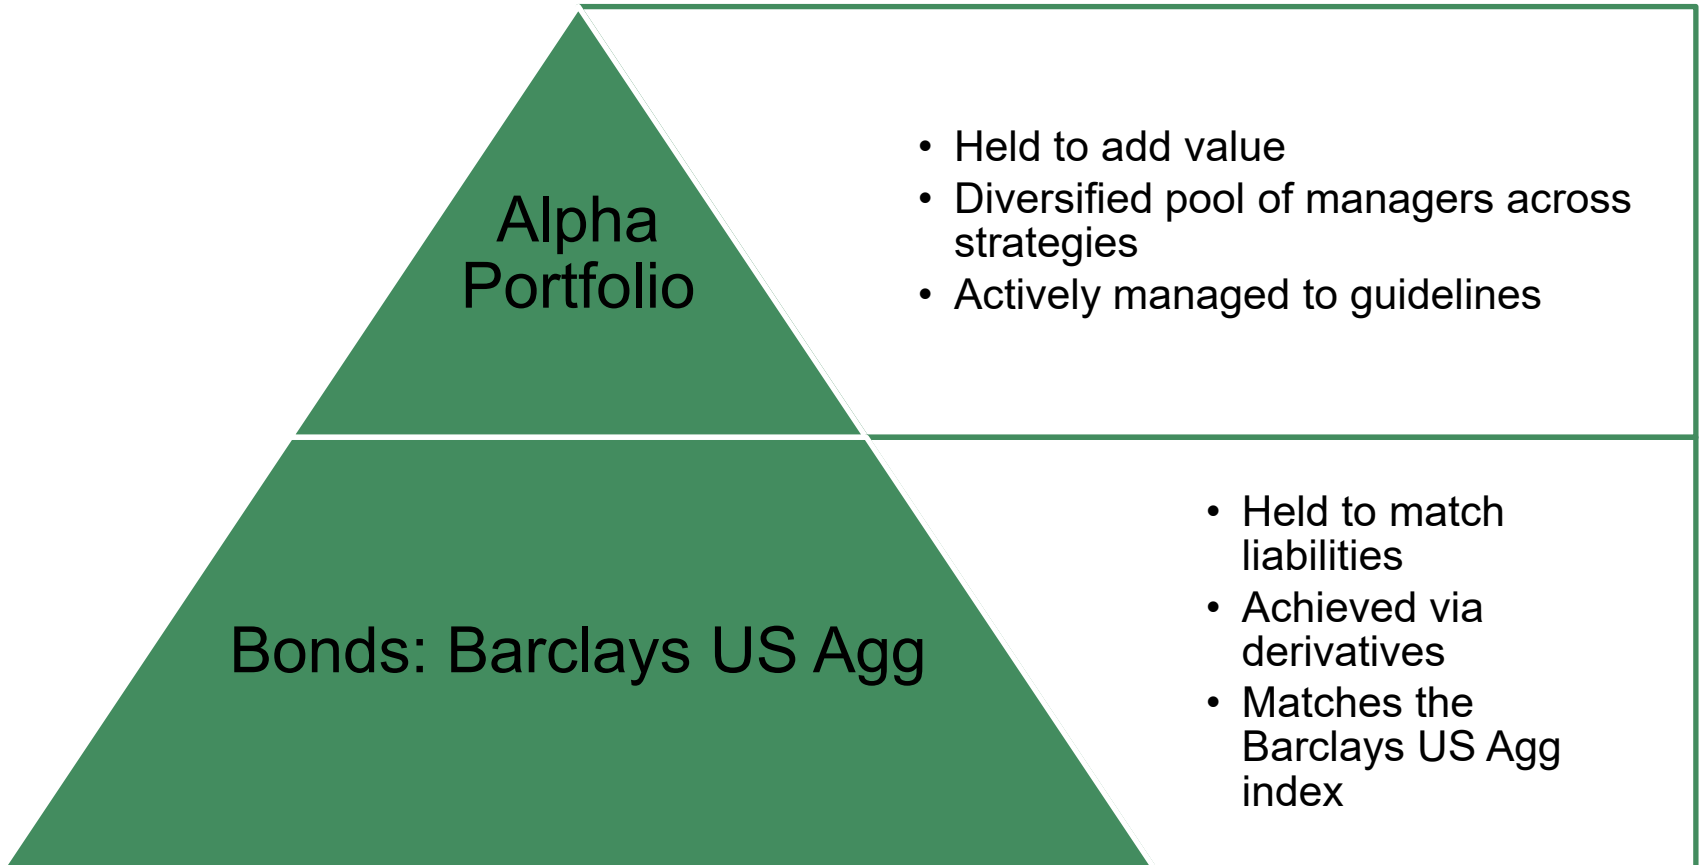 Alpha
Portfolio
• Held to add value
• Diversified pool of managers across
strategies
• Actively managed to guidelines
Bonds: Barclays US Agg
• Held to match
liabilities
• Achieved via
derivatives
• Matches the
Barclays US Agg
index